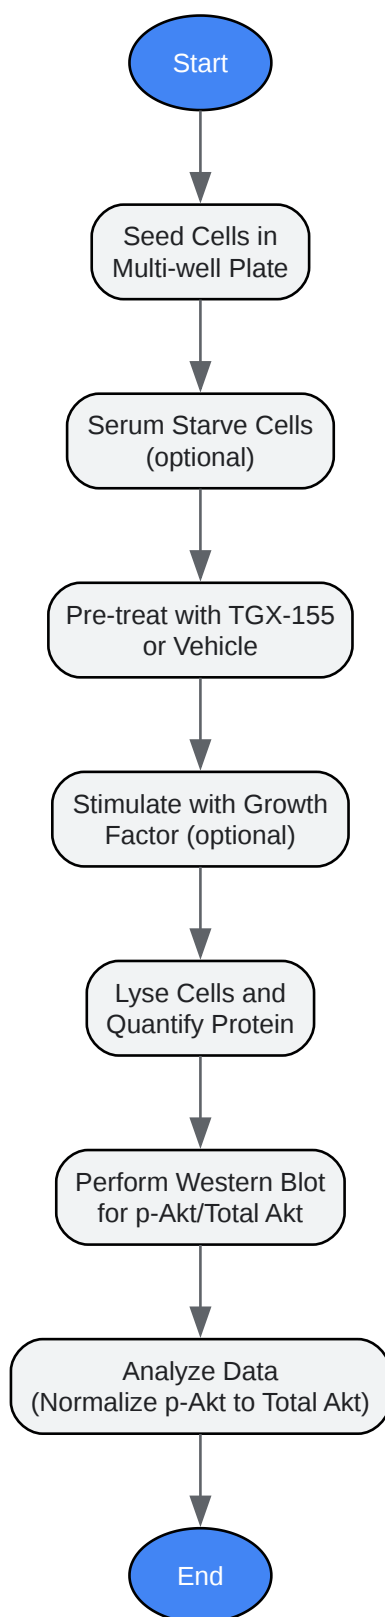 Start
Seed Cells in
Multi-well Plate
Serum Starve Cells
(optional)
Pre-treat with TGX-155
or Vehicle
Stimulate with Growth
Factor (optional)
Lyse Cells and
Quantify Protein
Perform Western Blot
for p-Akt/Total Akt
Analyze Data
(Normalize p-Akt to Total Akt)
End